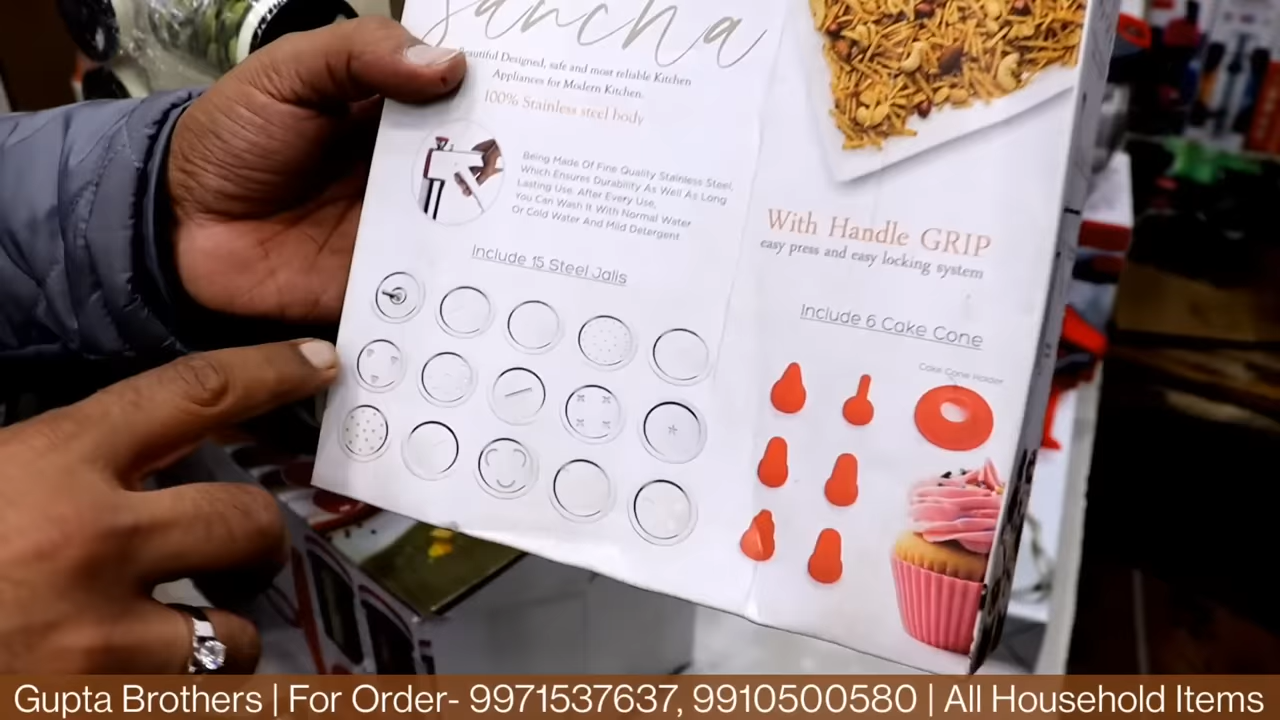 sancha
Beautiful Designed, safe and most reliable Kitchen
Appliances for Modern Kitchen.
100% Stainless steel body
Being Made Of Fine Quality Stainless Steel,
Which Ensures Durability As Well As Long
Lasting Use. After Every Use,
You Can Wash It With Normal Water
Or Cold Water And Mild Detergent
Include 15 Steel Jalis
With Handle GRIP
easy press and easy locking system
Include 6 Cake Cone
Cake Cone Holder
Gupta Brothers | For Order- 9971537637, 9910500580 | All Household Items